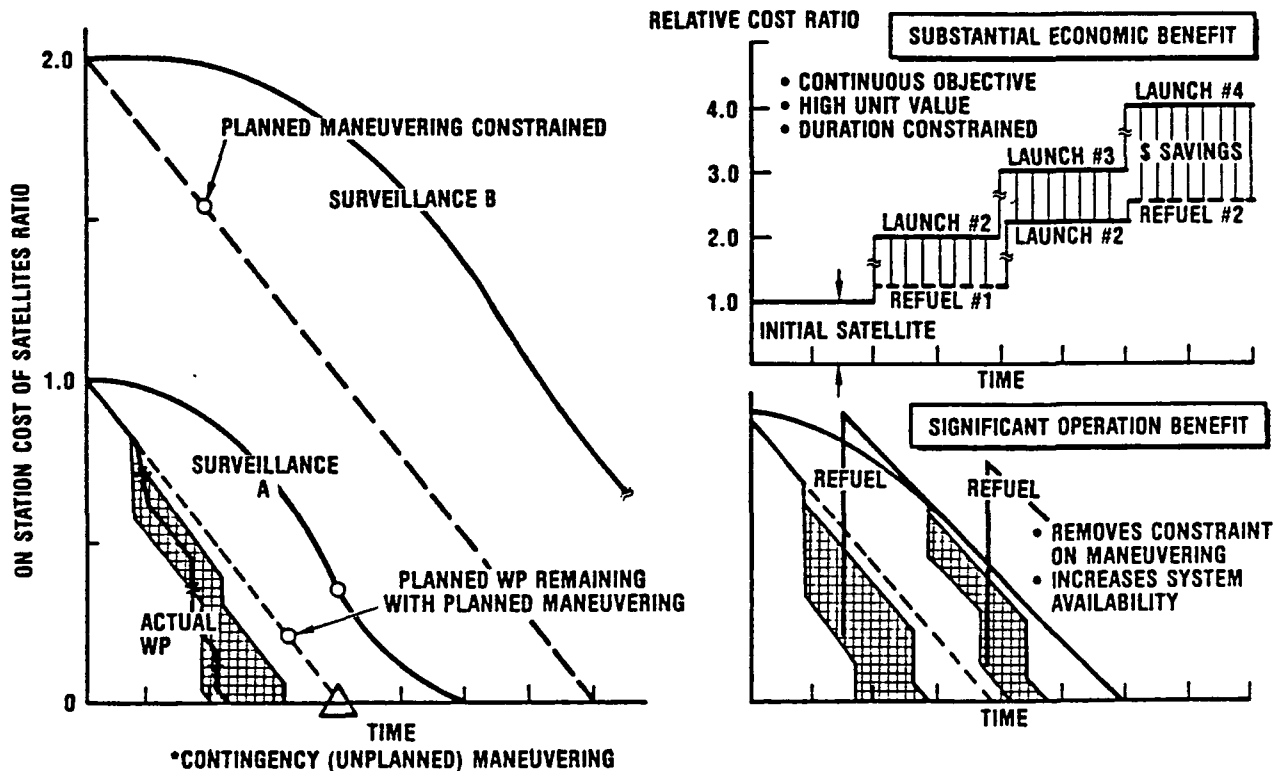 ON STATION COST OF SATELLITES RATIO
2.0
1.0
0
PLANNED MANEUVERING CONSTRAINED
SURVEILLANCE B
SURVEILLANCE
A
PLANNED WP REMAINING
WITH PLANNED MANEUVERING
ACTUAL
WP
TIME
*CONTINGENCY (UNPLANNED) MANEUVERING
RELATIVE COST RATIO
SUBSTANTIAL ECONOMIC BENEFIT
• CONTINUOUS OBJECTIVE
• HIGH UNIT VALUE
• DURATION CONSTRAINED
4.0
3.0
2.0
1.0
LAUNCH #4
$ SAVINGS
LAUNCH #3
REFUEL #2
LAUNCH #2
LAUNCH #2
REFUEL #1
INITIAL SATELLITE
TIME
SIGNIFICANT OPERATION BENEFIT
REFUEL
REFUEL
• REMOVES CONSTRAINT
ON MANEUVERING
• INCREASES SYSTEM
AVAILABILITY
TIME